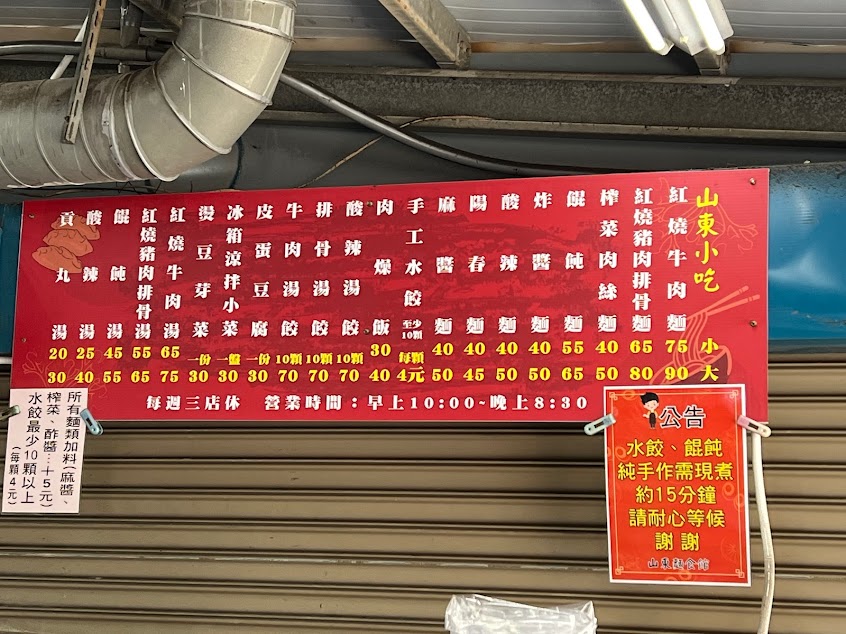 山東小吃 小 大
紅燒牛肉麵 75 90
紅燒豬肉排骨麵 65 80
榨菜肉絲麵 40 50
餛飩麵 55 65
炸醬麵 40 50
酸辣麵 40 50
陽春麵 40 45
麻醬麵 40 50
手工水餃 至少10顆 每顆4元
肉燥飯 30 40
酸辣湯餃 10顆 70
排骨湯餃 10顆 70
牛肉湯餃 10顆 70
皮蛋豆腐 一份 30
冰箱涼拌小菜 一盤 30
燙豆芽菜 一份 30
紅燒牛肉湯 65 75
紅燒豬肉排骨湯 55 65
餛飩湯 45 55
酸辣湯 25 40
貢丸湯 20 30
每週三店休 營業時間：早上10:00~晚上8:30
所有麵類加料(麻醬、
榨菜、酢醬…十5元)
水餃最少10顆以上
(每顆4元)
公告
水餃、餛飩
純手作需現煮
約15分鐘
請耐心等候
謝謝
山東麵食館